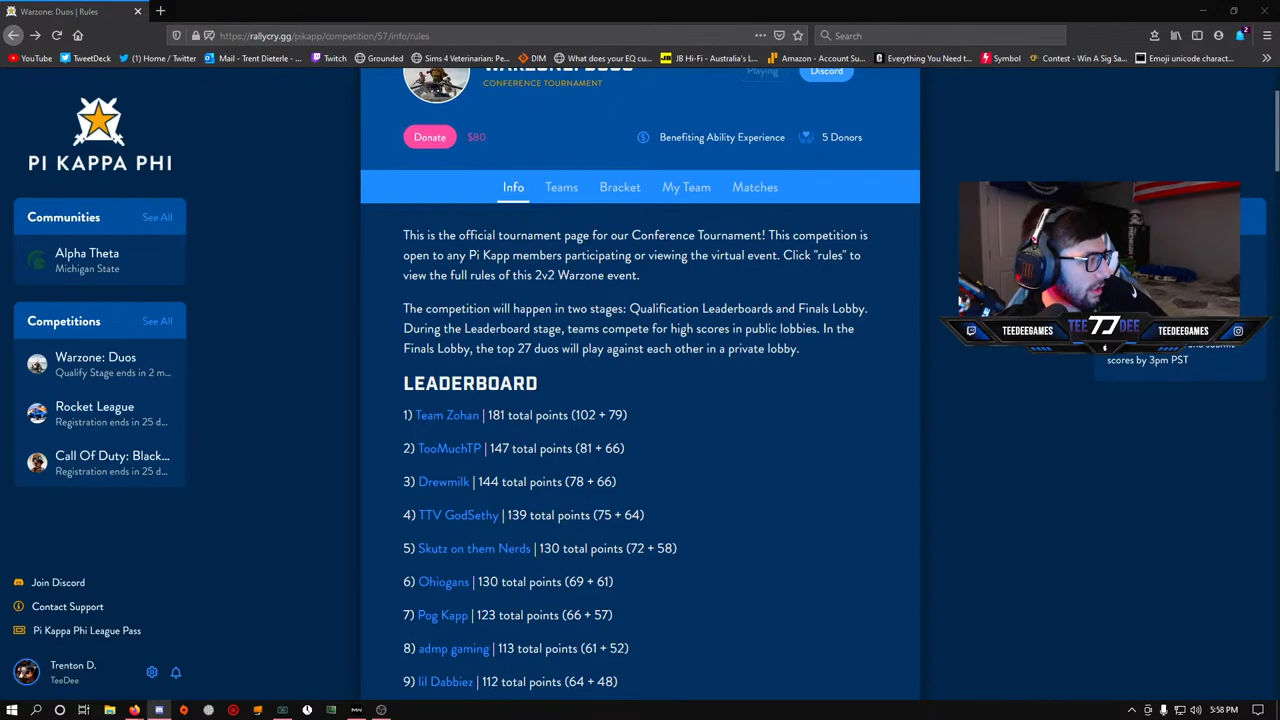 Warzone: Duos | Rules
https://rallycry.gg/pikapp/competition/57/info/rules
Search
YouTube TweetDeck (1) Home / Twitter Mail - Trent Dieterle -... Twitch Grounded Sims 4 Veterinarian: Pe... DIM What does your EQ cu... JB Hi-Fi - Australia's L... Amazon - Account Su... Everything You Need t... Symbol Contest - Win A Sig Sa... Emoji unicode charact...
PI KAPPA PHI
Communities See All
Alpha Theta
Michigan State
Competitions See All
Warzone: Duos
Qualify Stage ends in 2 m...
Rocket League
Registration ends in 25 d...
Call Of Duty: Black...
Registration ends in 25 d...
Join Discord
Contact Support
Pi Kappa Phi League Pass
Trenton D.
TeeDee
CONFERENCE TOURNAMENT
Playing Discord
Donate $80 Benefiting Ability Experience 5 Donors
Info Teams Bracket My Team Matches
This is the official tournament page for our Conference Tournament! This competition is
open to any Pi Kapp members participating or viewing the virtual event. Click "rules" to
view the full rules of this 2v2 Warzone event.
The competition will happen in two stages: Qualification Leaderboards and Finals Lobby.
During the Leaderboard stage, teams compete for high scores in public lobbies. In the
Finals Lobby, the top 27 duos will play against each other in a private lobby.
LEADERBOARD
1) Team Zohan | 181 total points (102 + 79)
2) TooMuchTP | 147 total points (81 + 66)
3) Drewmilk | 144 total points (78 + 66)
4) TTV GodSethy | 139 total points (75 + 64)
5) Skutz on them Nerds | 130 total points (72 + 58)
6) Ohiogans | 130 total points (69 + 61)
7) Pog Kapp | 123 total points (66 + 57)
8) admp gaming | 113 total points (61 + 52)
9) lil Dabbiez | 112 total points (64 + 48)
TEEDEEGAMES TEE TJ DEE TEEDEEGAMES
scores by 3pm PST
5:58 PM